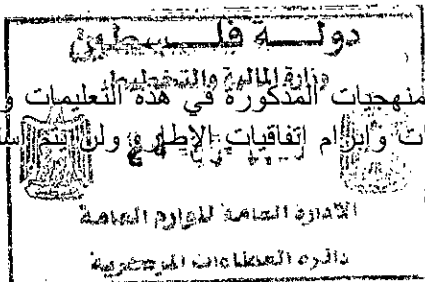 دولة فلسطين
وزارة المالية والتخطيط
منهجيات المذكورة في هذه التعليمات و
ات وإبرام إتفاقيات الإطار ولن يتم
الادارة العامة للوازم العامة
دائرة العطاءات المركزية